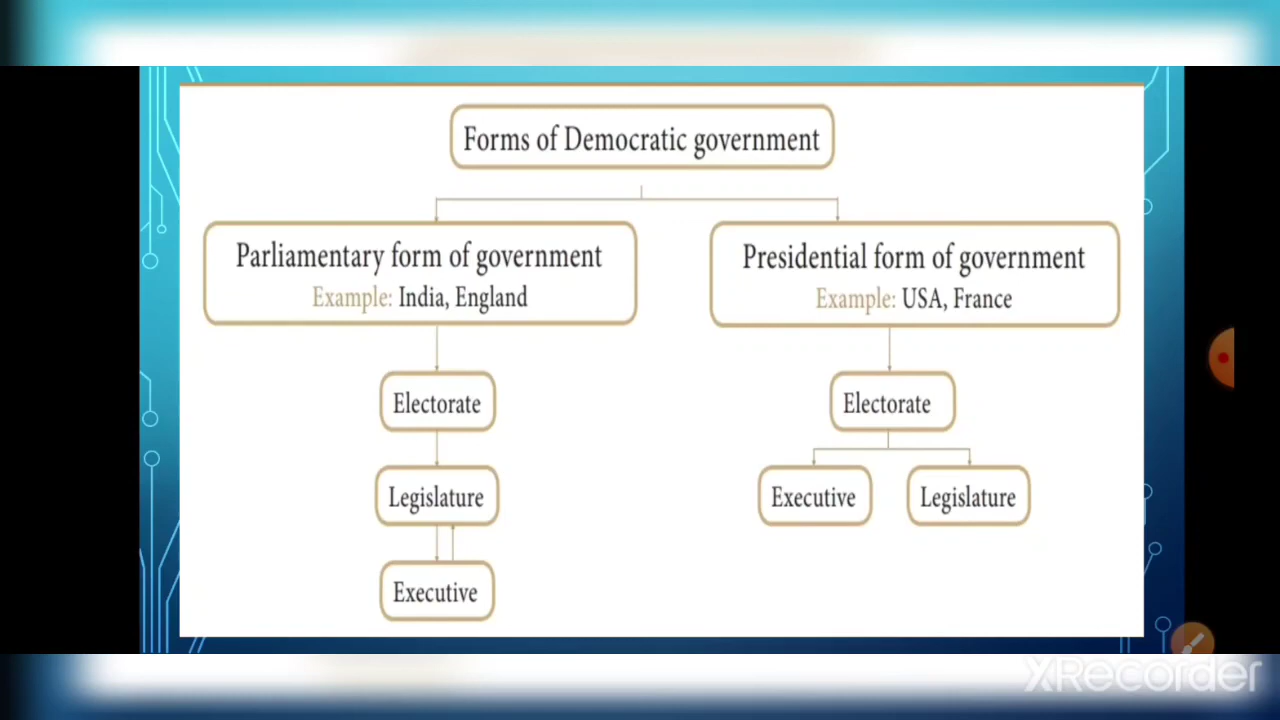 Forms of Democratic government
Parliamentary form of government
Example: India, England
Presidential form of government
Example: USA, France
Electorate
Electorate
Legislature
Executive
Legislature
Executive
XRecorder